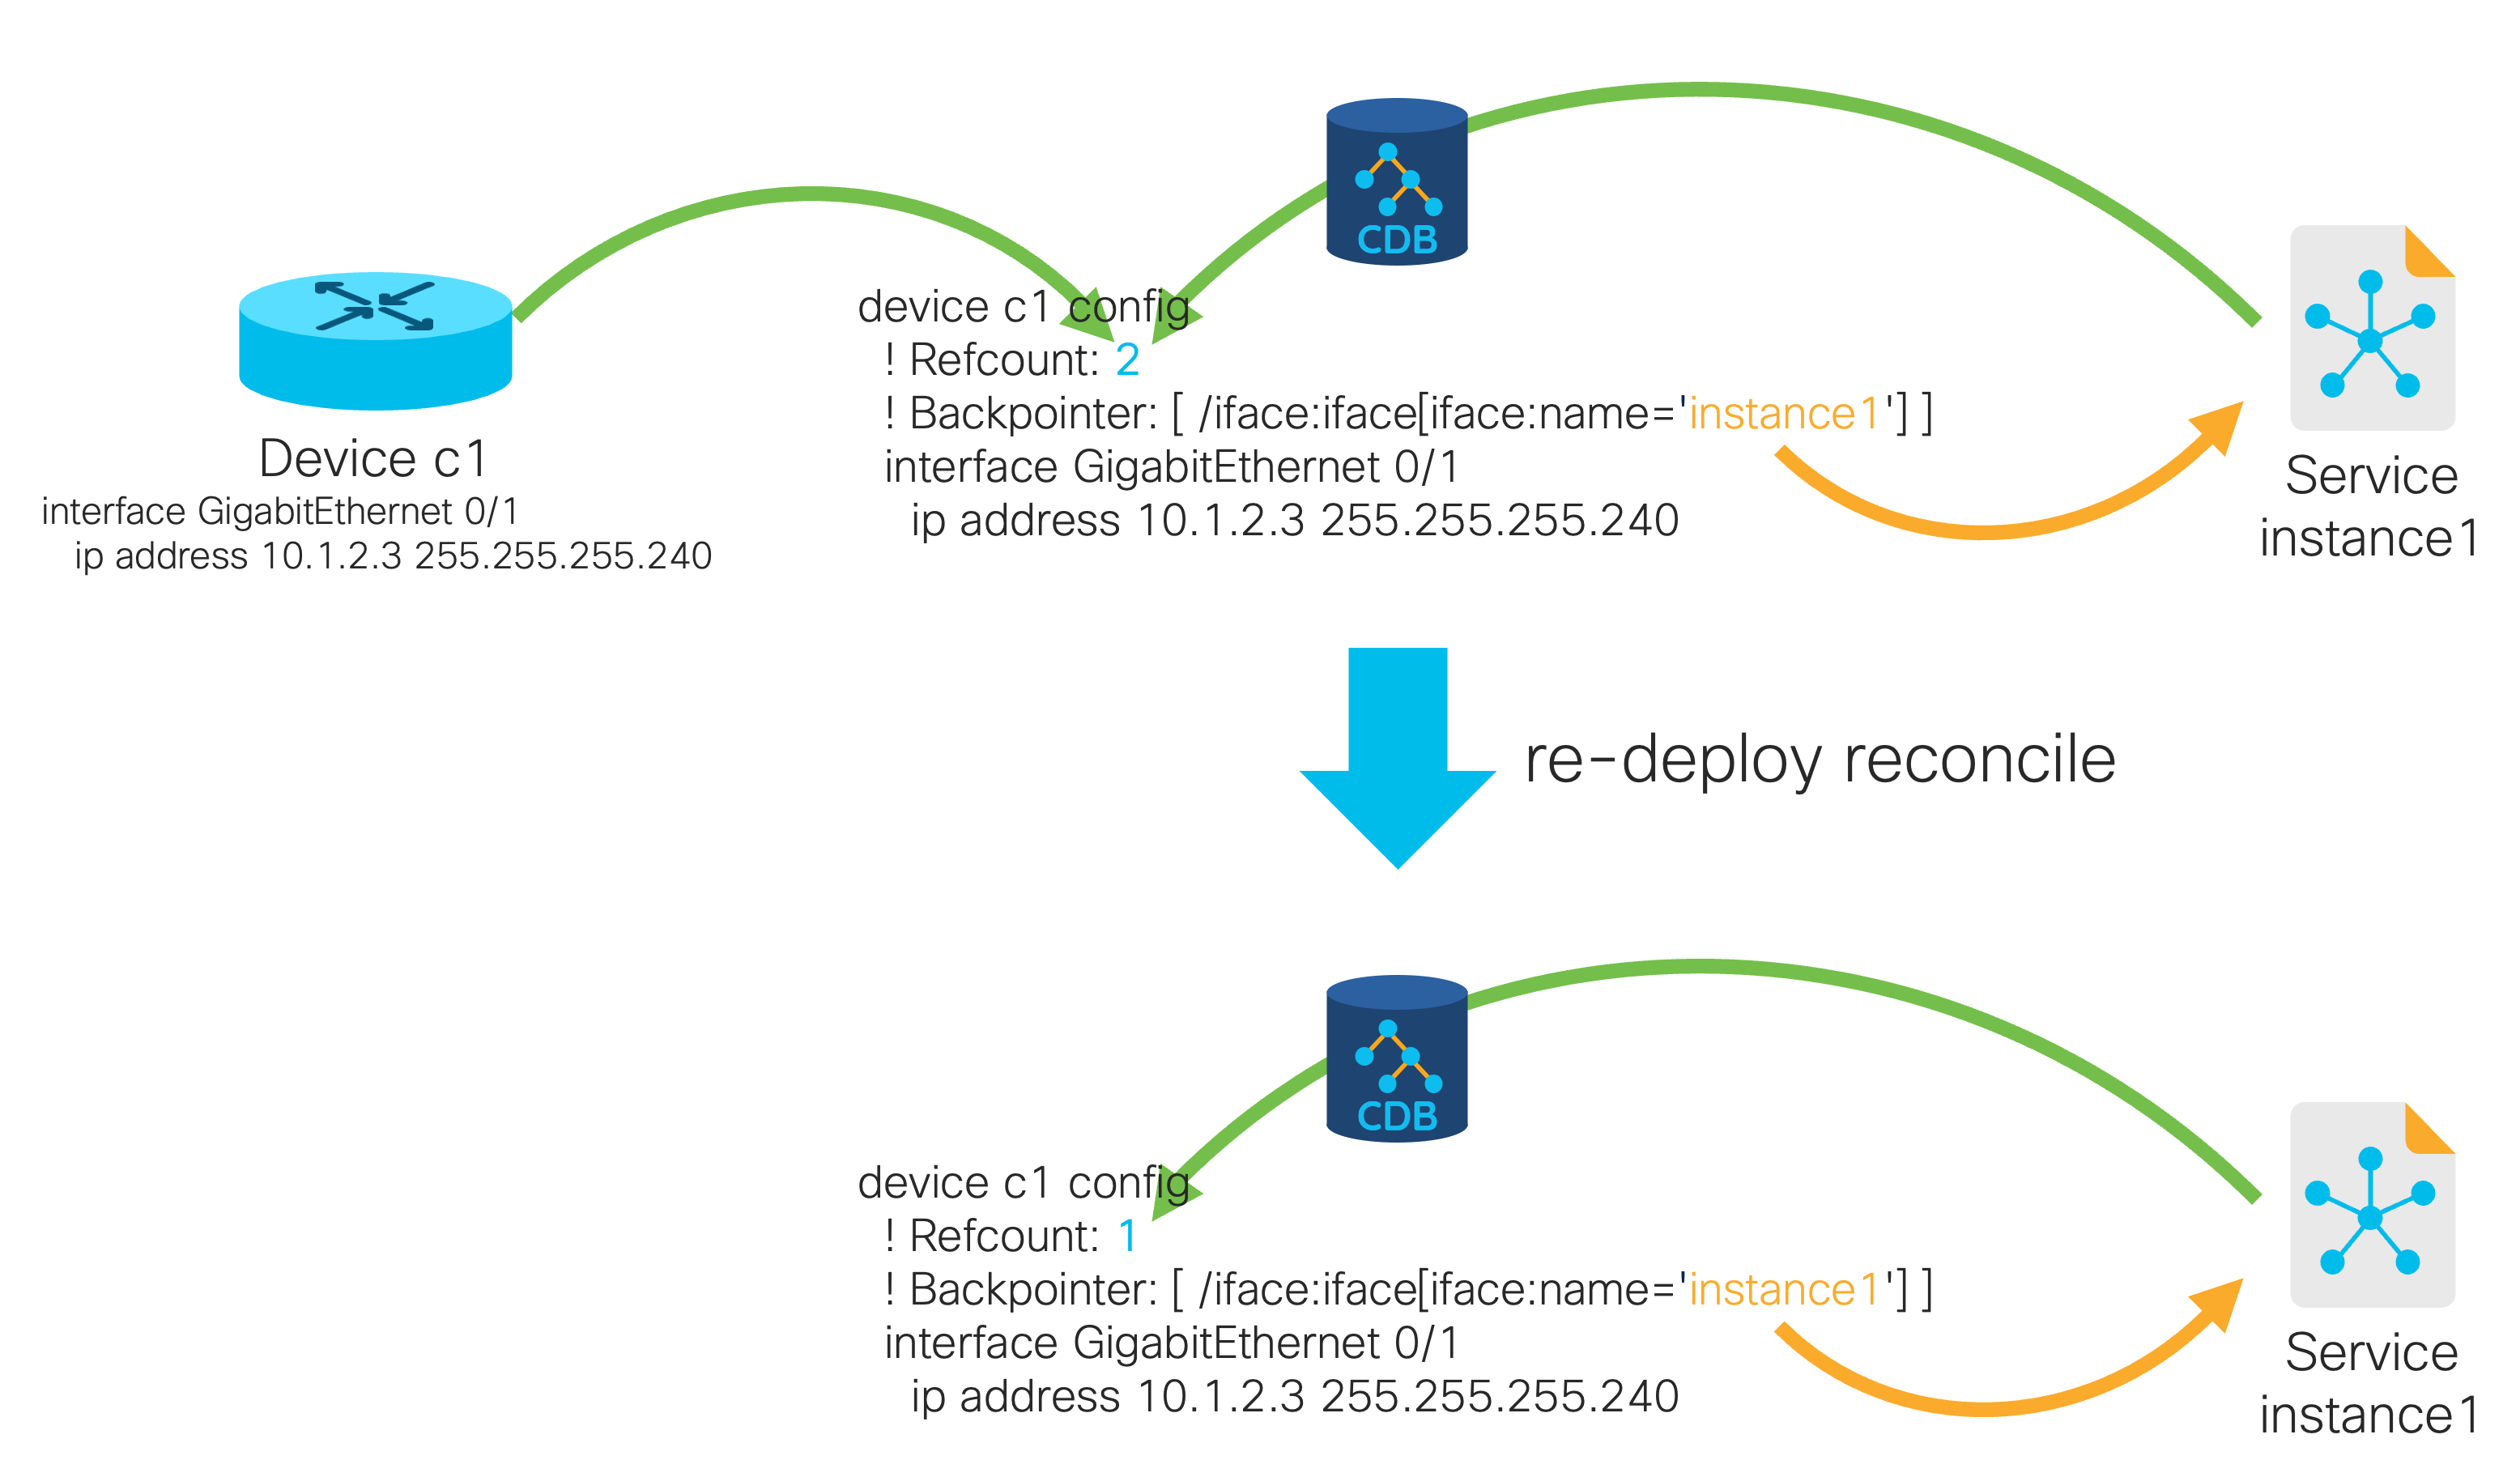 CDB
Device c1
interface GigabitEthernet 0/1
ip address 10.1.2.3 255.255.255.240
device c1 config
! Refcount: 2
! Backpointer: [ /iface:iface[iface:name='instance1'] ]
interface GigabitEthernet 0/1
ip address 10.1.2.3 255.255.255.240
Service
instance1
re-deploy reconcile
CDB
device c1 config
! Refcount: 1
! Backpointer: [ /iface:iface[iface:name='instance1'] ]
interface GigabitEthernet 0/1
ip address 10.1.2.3 255.255.255.240
Service
instance1